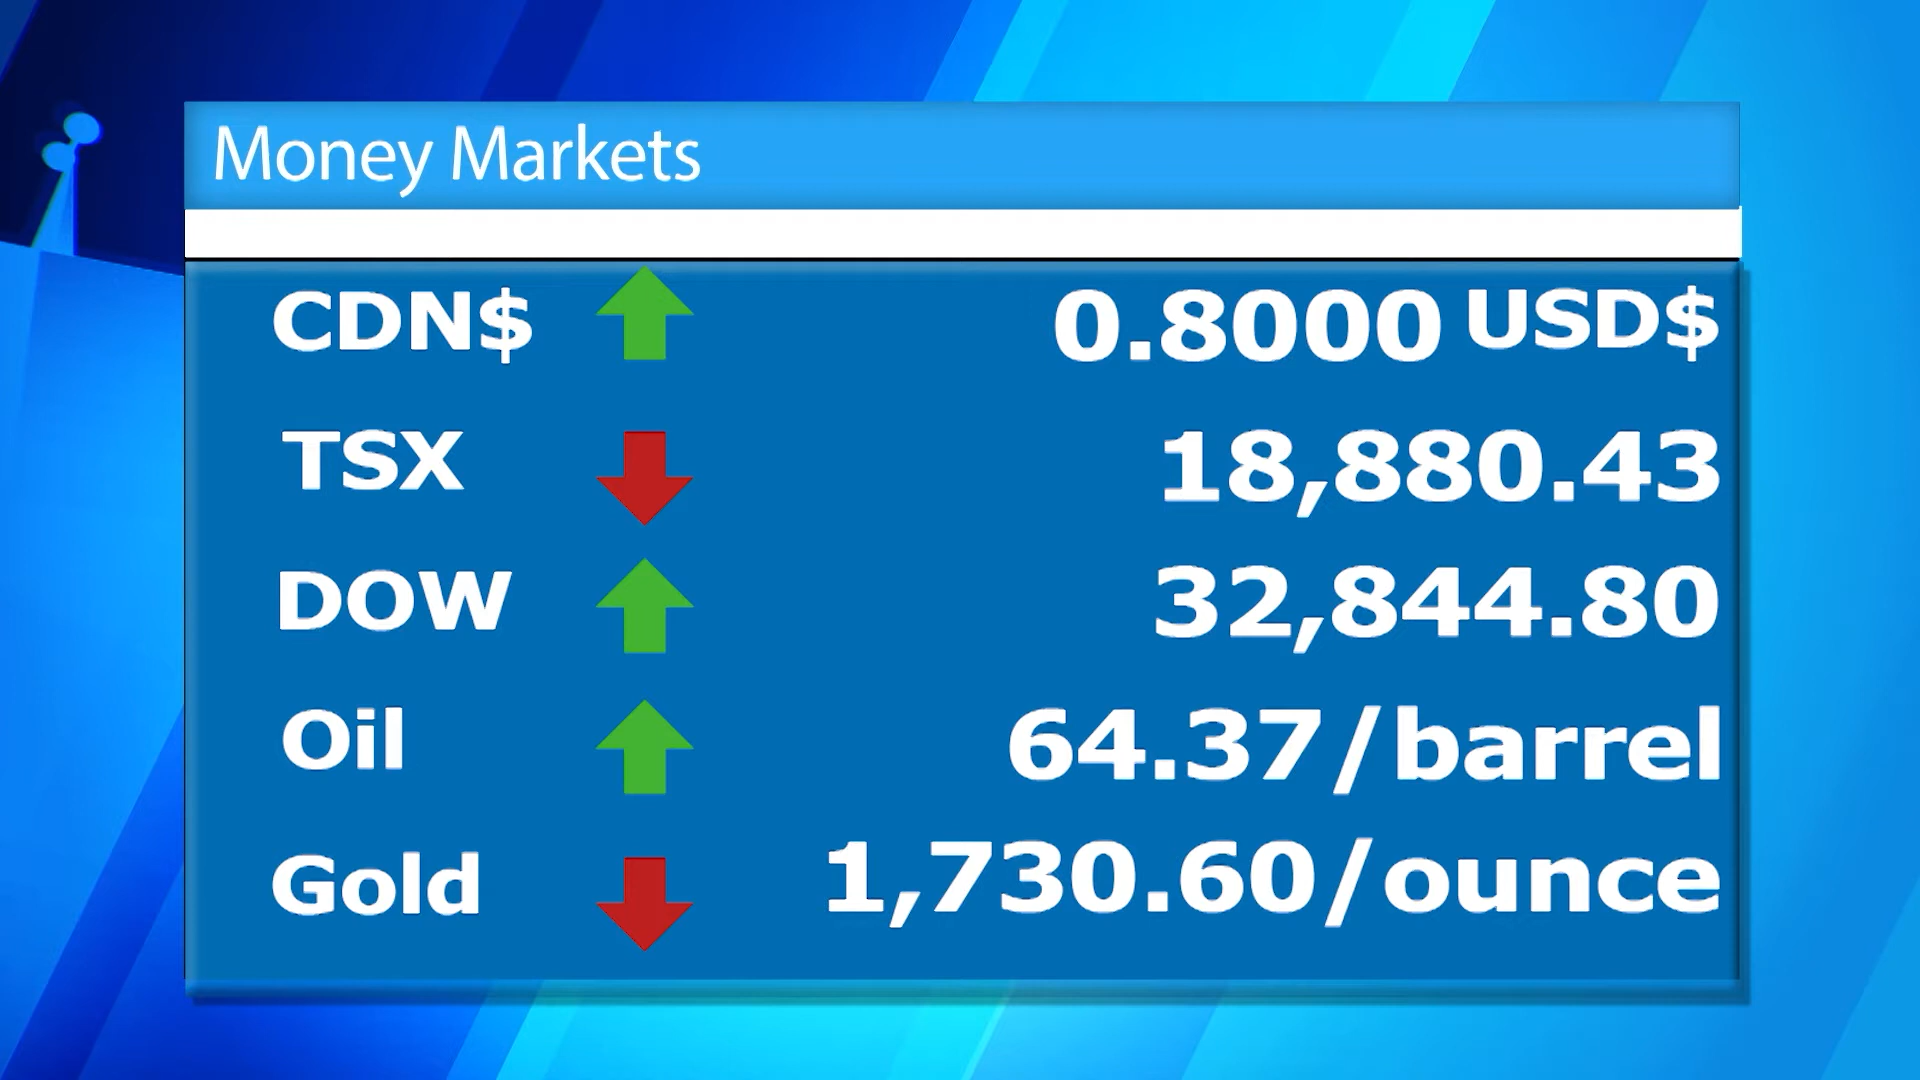 Money Markets
CDN$ 0.8000 USD$
TSX 18,880.43
DOW 32,844.80
Oil 64.37/barrel
Gold 1,730.60/ounce